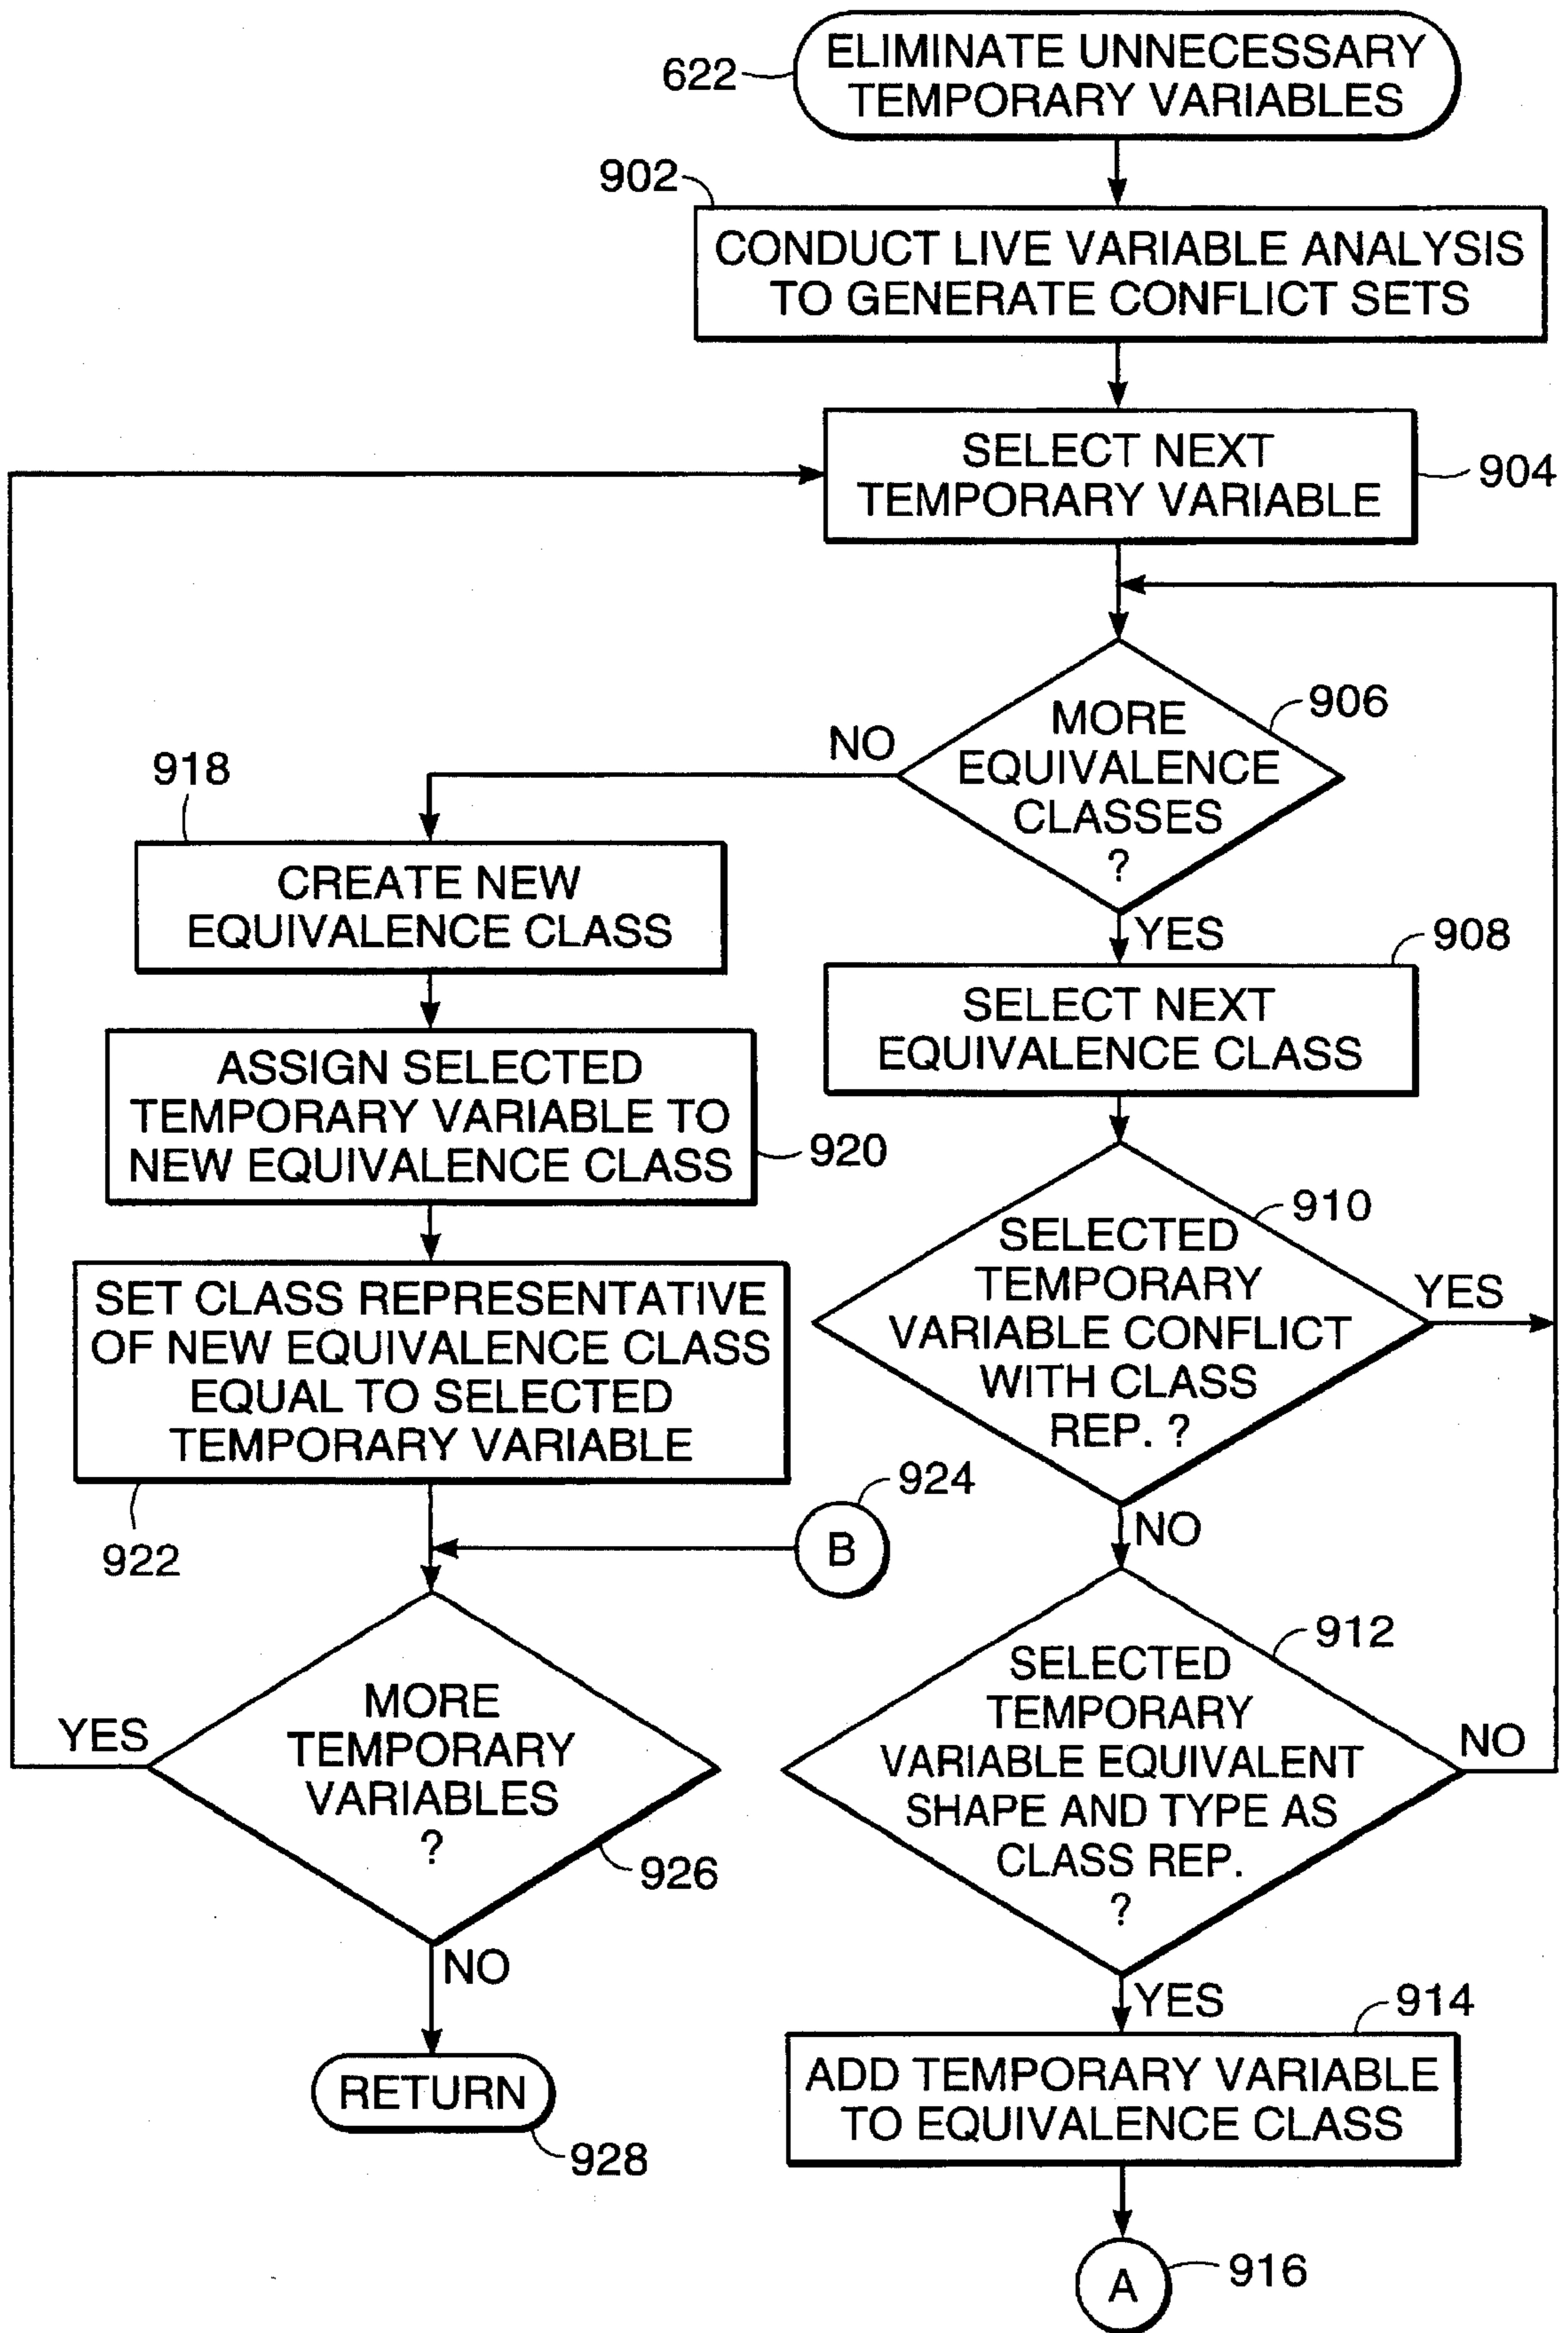 622
ELIMINATE UNNECESSARY
TEMPORARY VARIABLES
902
CONDUCT LIVE VARIABLE ANALYSIS
TO GENERATE CONFLICT SETS
SELECT NEXT
TEMPORARY VARIABLE
904
MORE
EQUIVALENCE
CLASSES
?
906
NO
YES
918
CREATE NEW
EQUIVALENCE CLASS
908
SELECT NEXT
EQUIVALENCE CLASS
ASSIGN SELECTED
TEMPORARY VARIABLE TO
NEW EQUIVALENCE CLASS
920
SELECTED
TEMPORARY
VARIABLE CONFLICT
WITH CLASS
REP. ?
910
YES
NO
SET CLASS REPRESENTATIVE
OF NEW EQUIVALENCE CLASS
EQUAL TO SELECTED
TEMPORARY VARIABLE
922
924
B
MORE
TEMPORARY
VARIABLES
?
926
YES
NO
SELECTED
TEMPORARY
VARIABLE EQUIVALENT
SHAPE AND TYPE AS
CLASS REP.
?
912
NO
YES
RETURN
928
914
ADD TEMPORARY VARIABLE
TO EQUIVALENCE CLASS
A
916